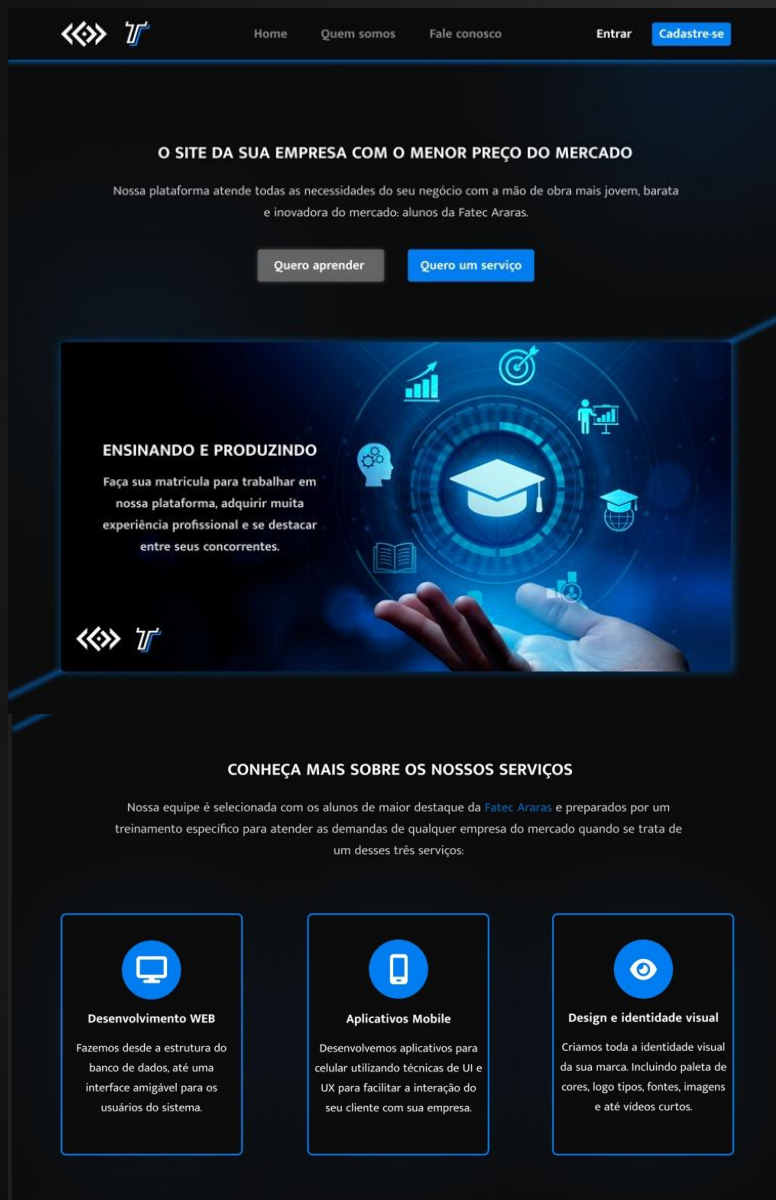 Home Quem somos Fale conosco Entrar Cadastre-se
O SITE DA SUA EMPRESA COM O MENOR PREÇO DO MERCADO
Nossa plataforma atende todas as necessidades do seu negócio com a mão de obra mais jovem, barata
e inovadora do mercado: alunos da Fatec Araras.
Quero aprender Quero um serviço
ENSINANDO E PRODUZINDO
Faça sua matricula para trabalhar em
nossa plataforma, adquirir muita
experiência profissional e se destacar
entre seus concorrentes.
CONHEÇA MAIS SOBRE OS NOSSOS SERVIÇOS
Nossa equipe é selecionada com os alunos de maior destaque da Fatec Araras e preparados por um
treinamento específico para atender as demandas de qualquer empresa do mercado quando se trata de
um desses três serviços:
Desenvolvimento WEB
Fazemos desde a estrutura do
banco de dados, até uma
interface amigável para os
usuários do sistema.
Aplicativos Mobile
Desenvolvemos aplicativos para
celular utilizando técnicas de UI e
UX para facilitar a interação do
seu cliente com sua empresa.
Design e identidade visual
Criamos toda a identidade visual
da sua marca. Incluindo paleta de
cores, logo tipos, fontes, imagens
e até vídeos curtos.